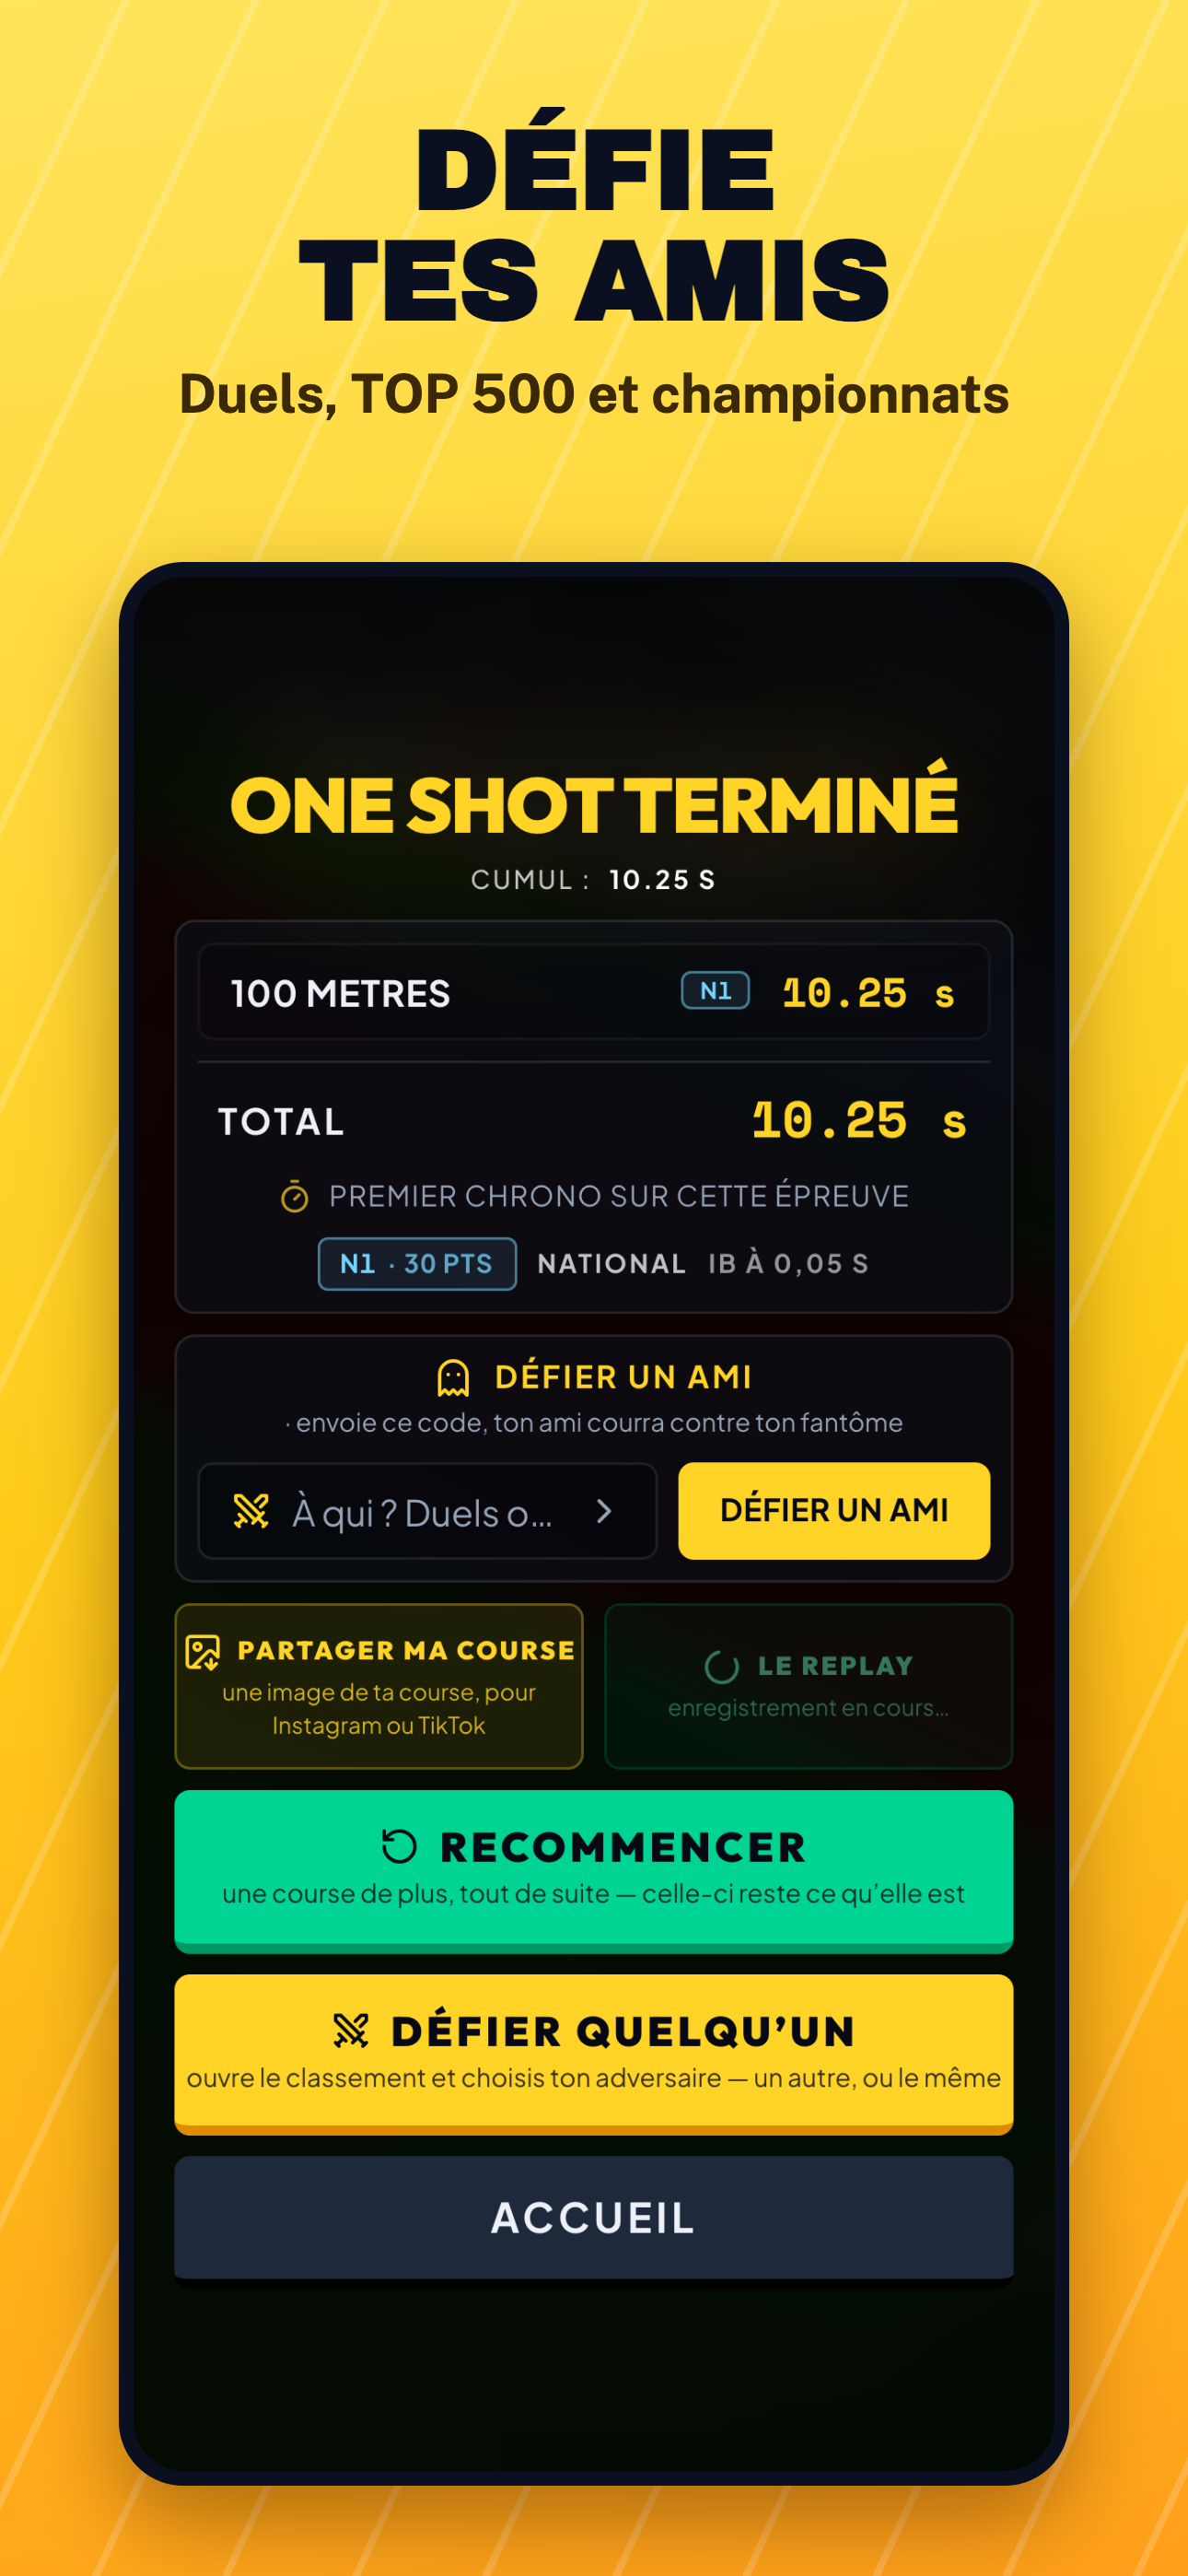 DÉFIE
TES AMIS
Duels, TOP 500 et championnats
ONE SHOT TERMINÉ
CUMUL : 10.25 S
100 METRES N1 10.25 s
TOTAL 10.25 s
PREMIER CHRONO SUR CETTE ÉPREUVE
N1 · 30 PTS NATIONAL IB À 0,05 S
DÉFIER UN AMI
· envoie ce code, ton ami courra contre ton fantôme
À qui ? Duels o... DÉFIER UN AMI
PARTAGER MA COURSE
une image de ta course, pour
Instagram ou TikTok
LE REPLAY
enregistrement en cours...
RECOMMENCER
une course de plus, tout de suite — celle-ci reste ce qu’elle est
DÉFIER QUELQU’UN
ouvre le classement et choisis ton adversaire — un autre, ou le même
ACCUEIL